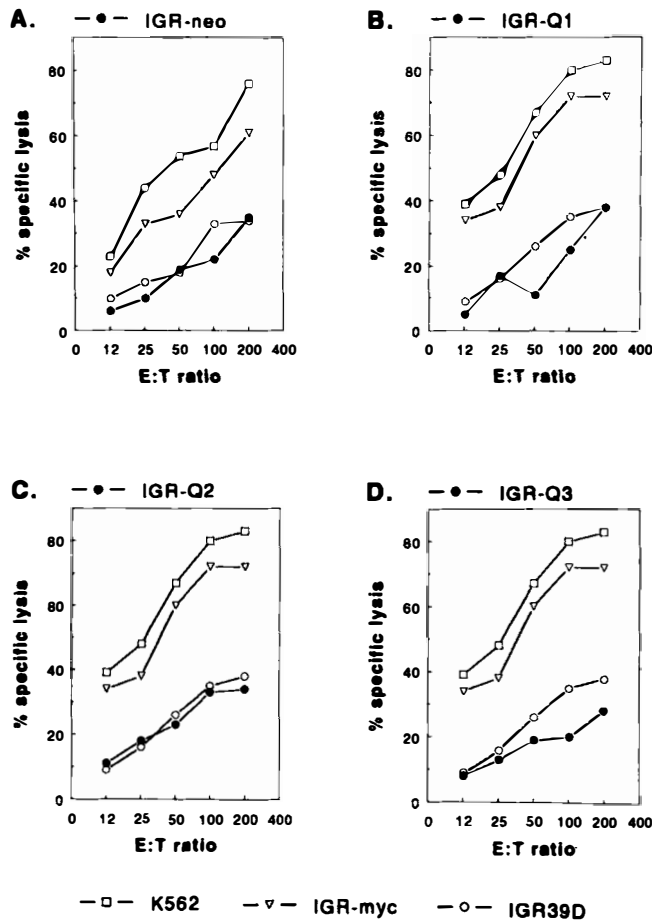 A. —●— IGR-neo
B. —●— IGR-Q1
% specific lysis
80
60
40
20
0
0 12 25 50 100 200 400
E:T ratio
% specific lysis
80
60
40
20
0
0 12 25 50 100 200 400
E:T ratio
C. —●— IGR-Q2
D. —●— IGR-Q3
% specific lysis
80
60
40
20
0
0 12 25 50 100 200 400
E:T ratio
% specific lysis
80
60
40
20
0
0 12 25 50 100 200 400
E:T ratio
—□— K562 —▽— IGR-myc —○— IGR39D